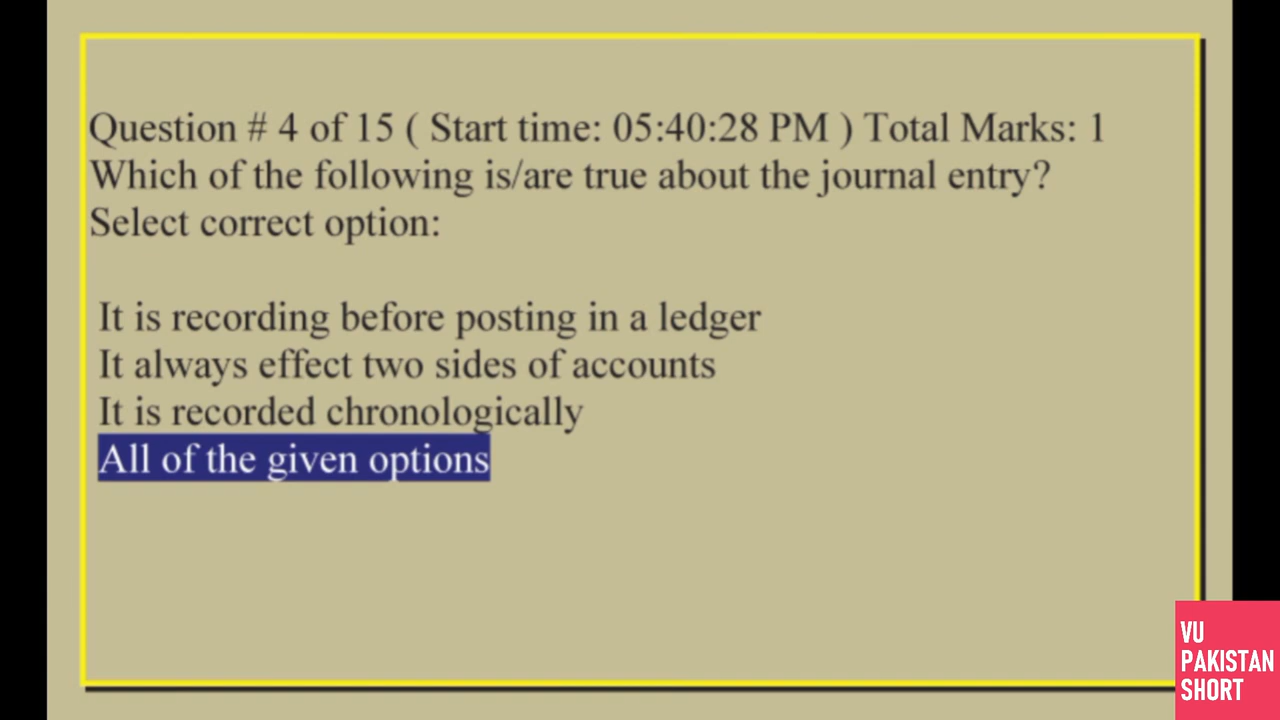 Question # 4 of 15 ( Start time: 05:40:28 PM ) Total Marks: 1
Which of the following is/are true about the journal entry?
Select correct option:
It is recording before posting in a ledger
It always effect two sides of accounts
It is recorded chronologically
All of the given options
VU
PAKISTAN
SHORT